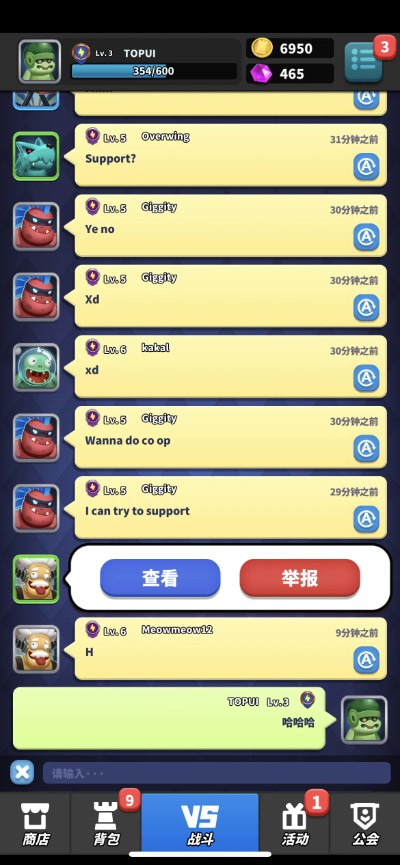 Lv.3 TOPUI
354/600
6950
465
3
Lv.5 Overwing 31分钟之前
Support?
Lv.5 Giggity 30分钟之前
Ye no
Lv.5 Giggity 30分钟之前
Xd
Lv.6 kakal 30分钟之前
xd
Lv.5 Giggity 30分钟之前
Wanna do co op
Lv.5 Giggity 29分钟之前
I can try to support
查看 举报
Lv.6 Meowmeow12 9分钟之前
H
TOPUI Lv.3
哈哈哈
请输入···
9 VS 1
商店 背包 战斗 活动 公会